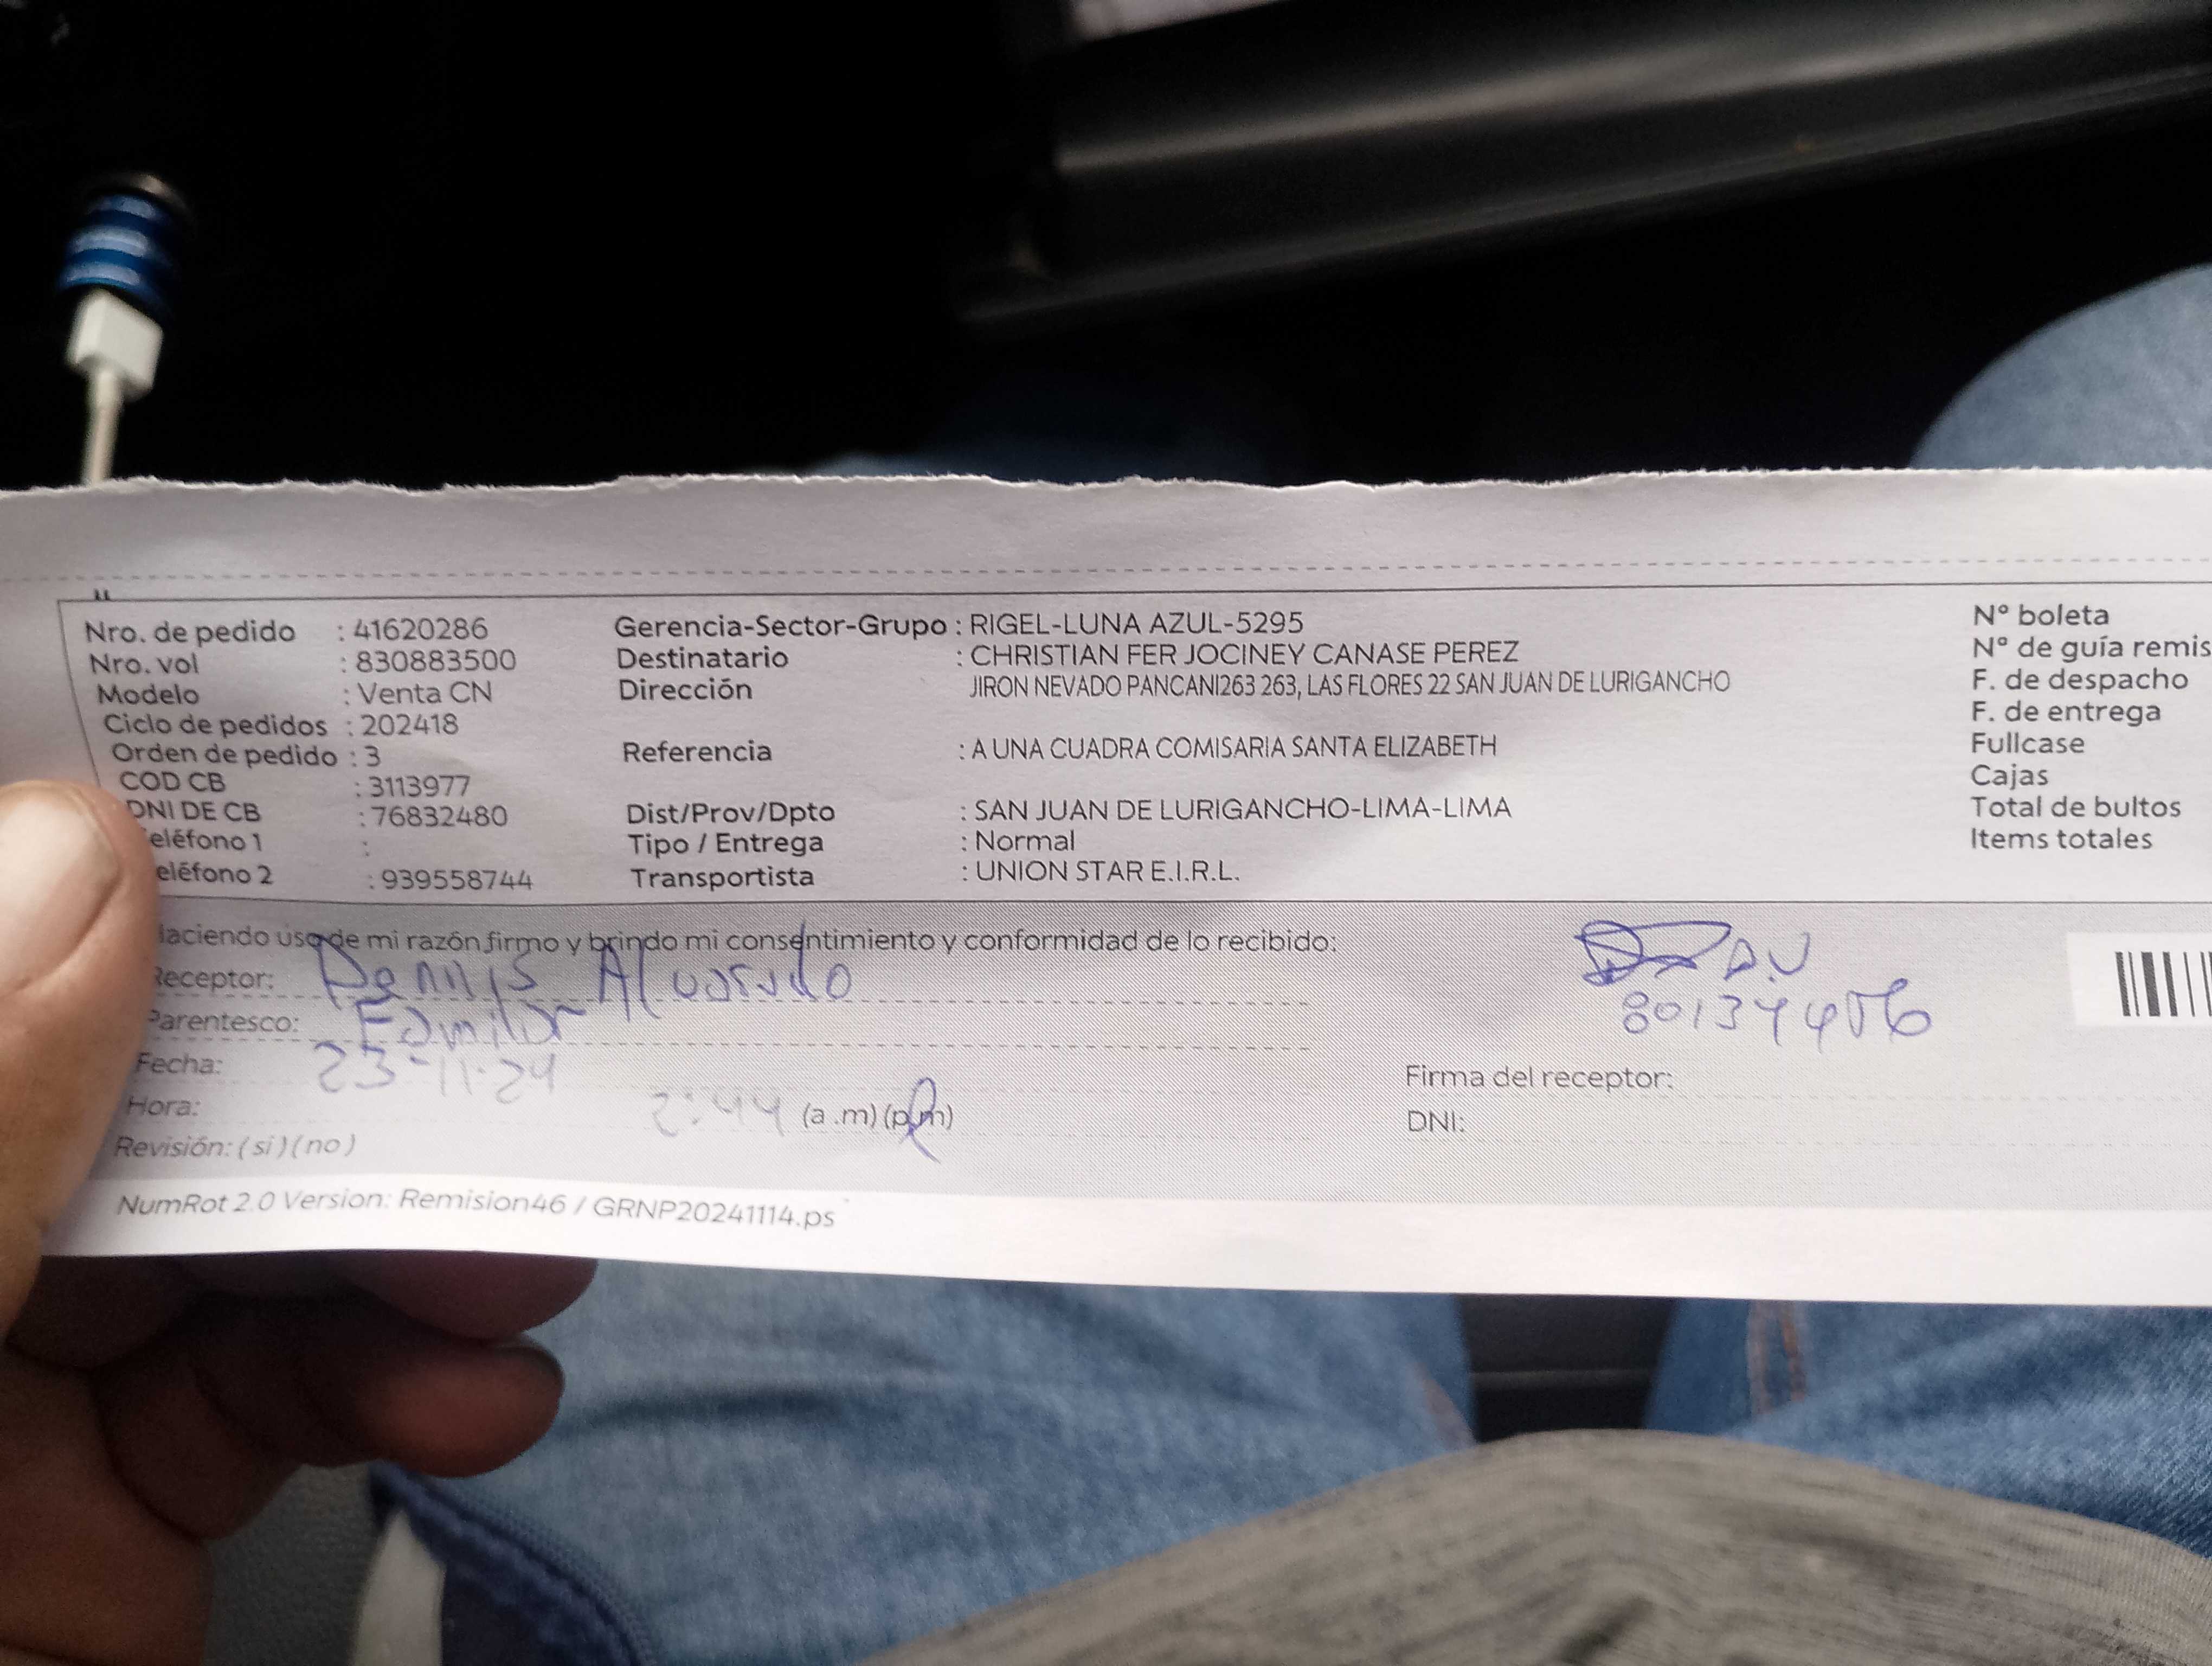 Nro. de pedido : 41620286 Gerencia-Sector-Grupo : RIGEL-LUNA AZUL-5295 N° boleta
Nro. vol : 830883500 Destinatario : CHRISTIAN FER JOCINEY CANASE PEREZ N° de guía remis
Modelo : Venta CN Dirección JIRON NEVADO PANCANI263 263, LAS FLORES 22 SAN JUAN DE LURIGANCHO F. de despacho
Ciclo de pedidos : 202418 F. de entrega
Orden de pedido : 3 Referencia : A UNA CUADRA COMISARIA SANTA ELIZABETH Fullcase
COD CB : 3113977 Cajas
DNI DE CB : 76832480 Dist/Prov/Dpto : SAN JUAN DE LURIGANCHO-LIMA-LIMA Total de bultos
eléfono 1 : Tipo / Entrega : Normal Items totales
eléfono 2 : 939558744 Transportista : UNION STAR E.I.R.L.
laciendo uso de mi razón firmo y brindo mi consentimiento y conformidad de lo recibido:
Receptor: Dennis Alvarado
Parentesco: Familiar
Fecha: 23-11-24
Firma del receptor:
Hora: 2:44 (a .m) (p.m)
DNI:
Revisión: ( si ) ( no )
NumRot 2.0 Version: Remision46 / GRNP20241114.ps